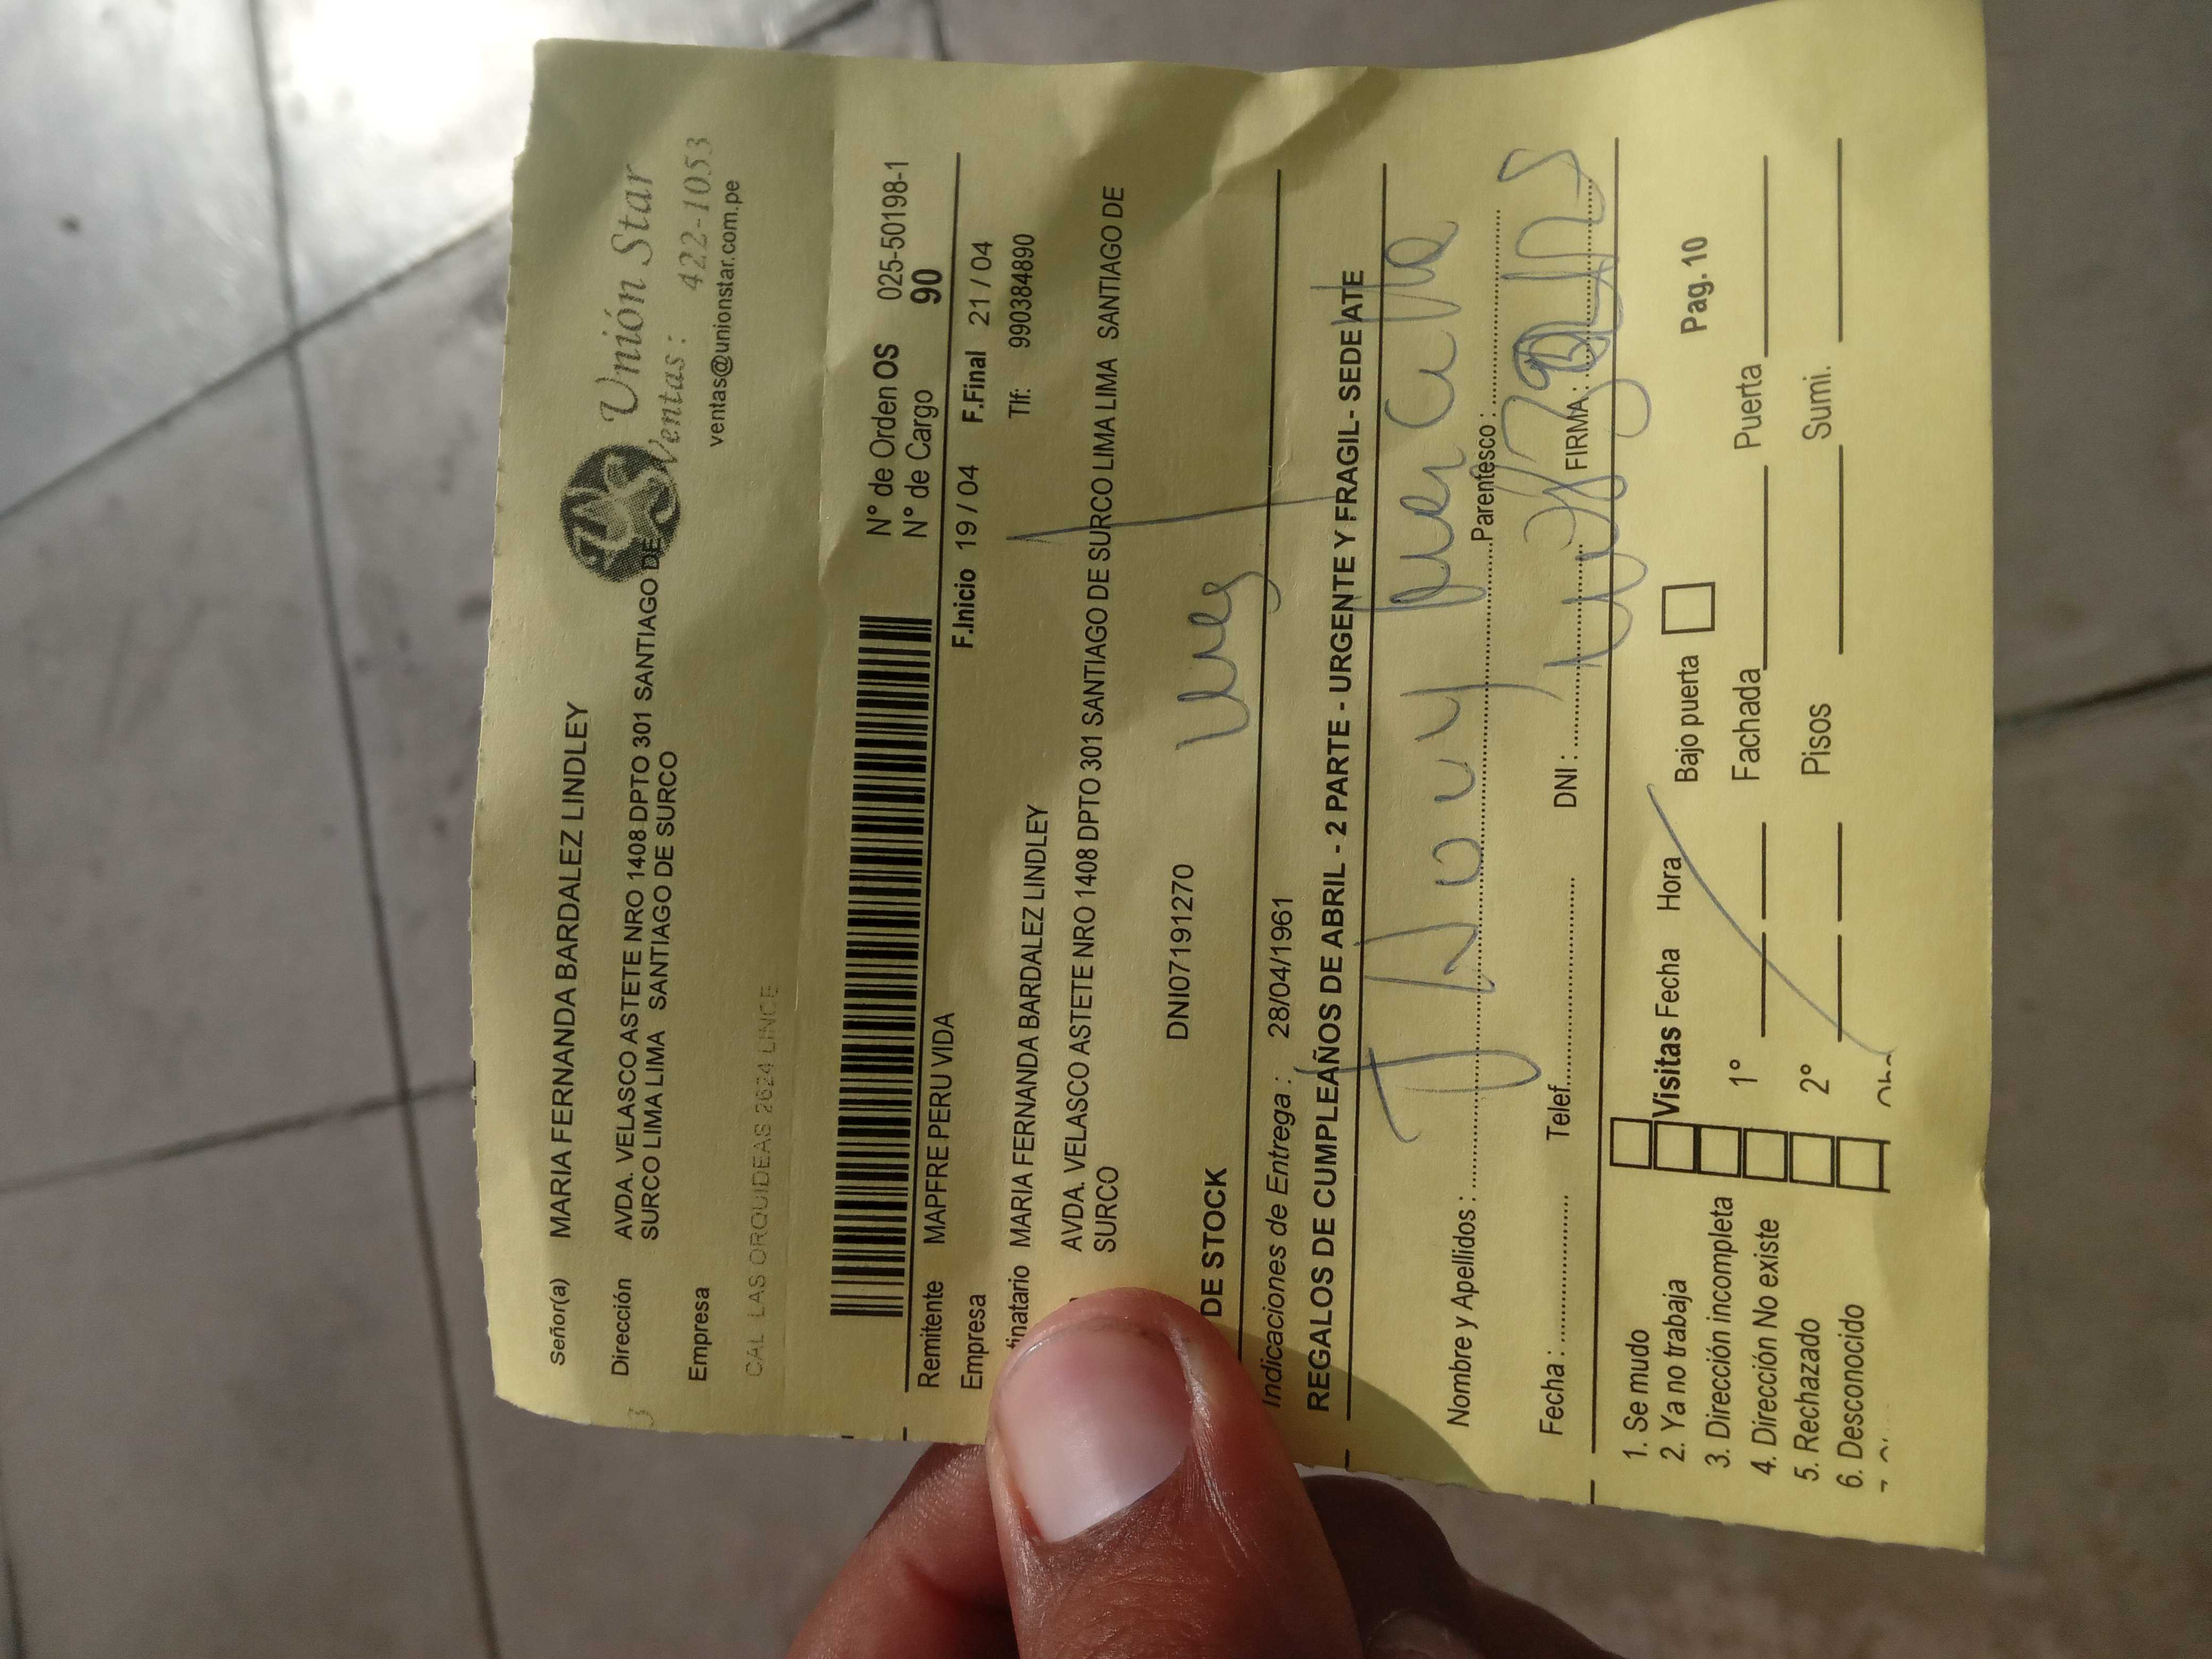 Señor(a) MARIA FERNANDA BARDALEZ LINDLEY
Unión Star
Ventas: 422-1053
ventas@unionstar.com.pe
Dirección AVDA. VELASCO ASTETE NRO 1408 DPTO 301 SANTIAGO DE
SURCO LIMA LIMA SANTIAGO DE SURCO
Empresa
CAL LAS ORQUIDEAS 2624 LINCE
N° de Orden OS 025-50198-1
N° de Cargo 90
Remitente MAPFRE PERU VIDA
F.Inicio 19 / 04 F.Final 21 / 04
Empresa
finatario MARIA FERNANDA BARDALEZ LINDLEY Tlf: 990384890
AVDA. VELASCO ASTETE NRO 1408 DPTO 301 SANTIAGO DE SURCO LIMA LIMA SANTIAGO DE
SURCO
DNI07191270
DE STOCK
Indicaciones de Entrega : 28/04/1961
REGALOS DE CUMPLEAÑOS DE ABRIL - 2 PARTE - URGENTE Y FRAGIL- SEDE ATE
Nombre y Apellidos : Parentesco :
Fecha : Telef. DNI : FIRMA :
1. Se mudo
2. Ya no trabaja Visitas Fecha Hora Bajo puerta Pag. 10
3. Dirección incompleta
4. Dirección No existe 1° Fachada Puerta
5. Rechazado
6. Desconocido 2° Pisos Sumi.